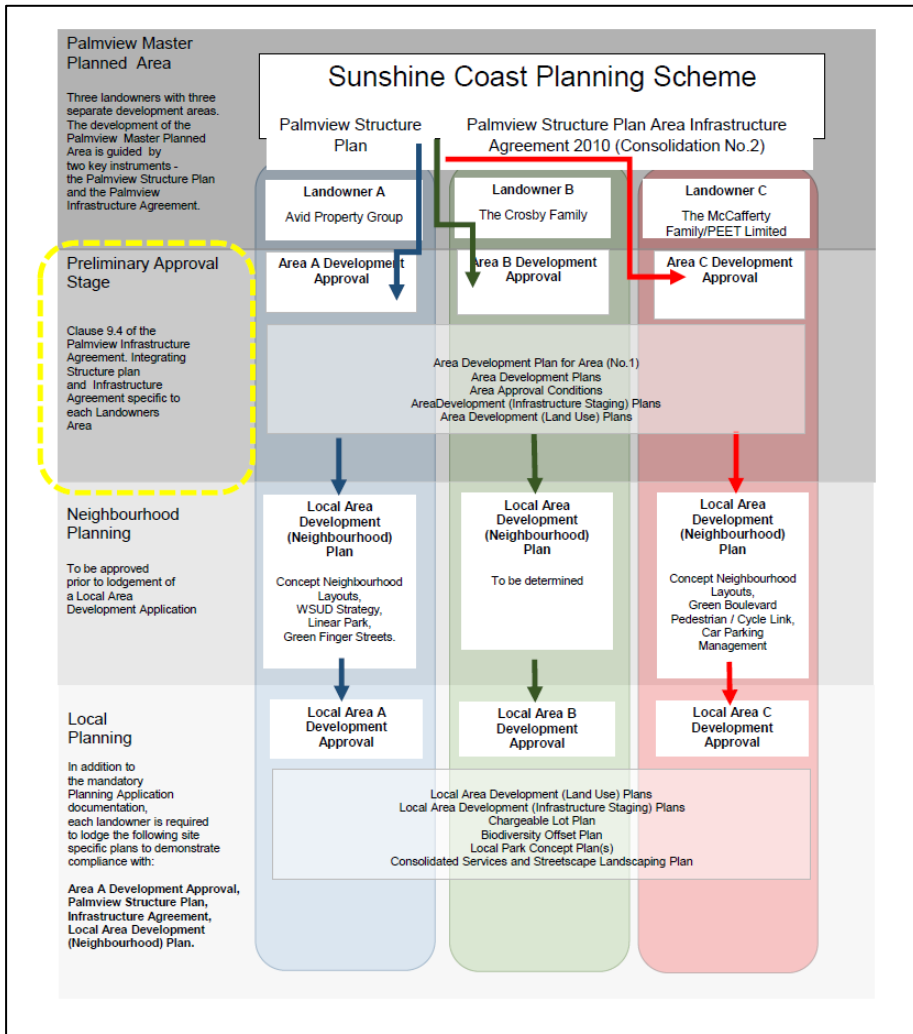 Palmview Master
Planned Area
Three landowners with three
separate development areas.
The development of the
Palmview Master Planned
Area is guided by
two key instruments -
the Palmview Structure Plan
and the Palmview
Infrastructure Agreement.
Sunshine Coast Planning Scheme
Palmview Structure
Plan
Palmview Structure Plan Area Infrastructure
Agreement 2010 (Consolidation No.2)
Landowner A
Avid Property Group
Landowner B
The Crosby Family
Landowner C
The McCafferty
Family/PEET Limited
Preliminary Approval
Stage
Clause 9.4 of the
Palmview Infrastructure
Agreement. Integrating
Structure plan
and Infrastructure
Agreement specific to
each Landowners
Area
Area A Development
Approval
Area B Development
Approval
Area C Development
Approval
Area Development Plan for Area (No.1)
Area Development Plans
Area Approval Conditions
AreaDevelopment (Infrastructure Staging) Plans
Area Development (Land Use) Plans
Neighbourhood
Planning
To be approved
prior to lodgement of
a Local Area
Development Application
Local Area
Development
(Neighbourhood)
Plan
Concept Neighbourhood
Layouts,
WSUD Strategy,
Linear Park,
Green Finger Streets.
Local Area
Development
(Neighbourhood)
Plan
To be determined
Local Area
Development
(Neighbourhood)
Plan
Concept Neighbourhood
Layouts,
Green Boulevard
Pedestrian / Cycle Link,
Car Parking
Management
Local
Planning
In addition to
the mandatory
Planning Application
documentation,
each landowner is required
to lodge the following site
specific plans to demonstrate
compliance with:
Area A Development Approval,
Palmview Structure Plan,
Infrastructure Agreement,
Local Area Development
(Neighbourhood) Plan.
Local Area A
Development
Approval
Local Area B
Development
Approval
Local Area C
Development
Approval
Local Area Development (Land Use) Plans
Local Area Development (Infrastructure Staging) Plans
Chargeable Lot Plan
Biodiversity Offset Plan
Local Park Concept Plan(s)
Consolidated Services and Streetscape Landscaping Plan